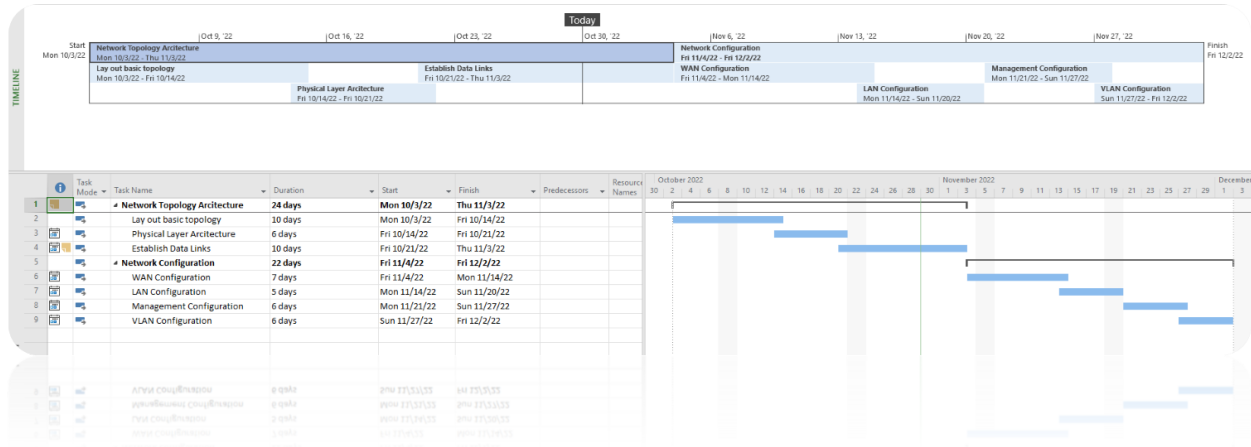 Today
Oct 9, '22 Oct 16, '22 Oct 23, '22 Oct 30, '22 Nov 6, '22 Nov 13, '22 Nov 20, '22 Nov 27, '22
Start
Mon 10/3/22
Network Topology Arcitecture
Mon 10/3/22 - Thu 11/3/22
Network Configuration
Fri 11/4/22 - Fri 12/2/22
Finish
Fri 12/2/22
Lay out basic topology
Mon 10/3/22 - Fri 10/14/22
Establish Data Links
Fri 10/21/22 - Thu 11/3/22
WAN Configuration
Fri 11/4/22 - Mon 11/14/22
Management Configuration
Mon 11/21/22 - Sun 11/27/22
Physical Layer Arcitecture
Fri 10/14/22 - Fri 10/21/22
LAN Configuration
Mon 11/14/22 - Sun 11/20/22
VLAN Configuration
Sun 11/27/22 - Fri 12/2/22
TIMELINE
Task Mode Task Name Duration Start Finish Predecessors Resource Names
October 2022 November 2022 December
30 2 4 6 8 10 12 14 16 18 20 22 24 26 28 30 1 3 5 7 9 11 13 15 17 19 21 23 25 27 29 1 3
1 Network Topology Arcitecture 24 days Mon 10/3/22 Thu 11/3/22
2 Lay out basic topology 10 days Mon 10/3/22 Fri 10/14/22
3 Physical Layer Arcitecture 6 days Fri 10/14/22 Fri 10/21/22
4 Establish Data Links 10 days Fri 10/21/22 Thu 11/3/22
5 Network Configuration 22 days Fri 11/4/22 Fri 12/2/22
6 WAN Configuration 7 days Fri 11/4/22 Mon 11/14/22
7 LAN Configuration 5 days Mon 11/14/22 Sun 11/20/22
8 Management Configuration 6 days Mon 11/21/22 Sun 11/27/22
9 VLAN Configuration 6 days Sun 11/27/22 Fri 12/2/22